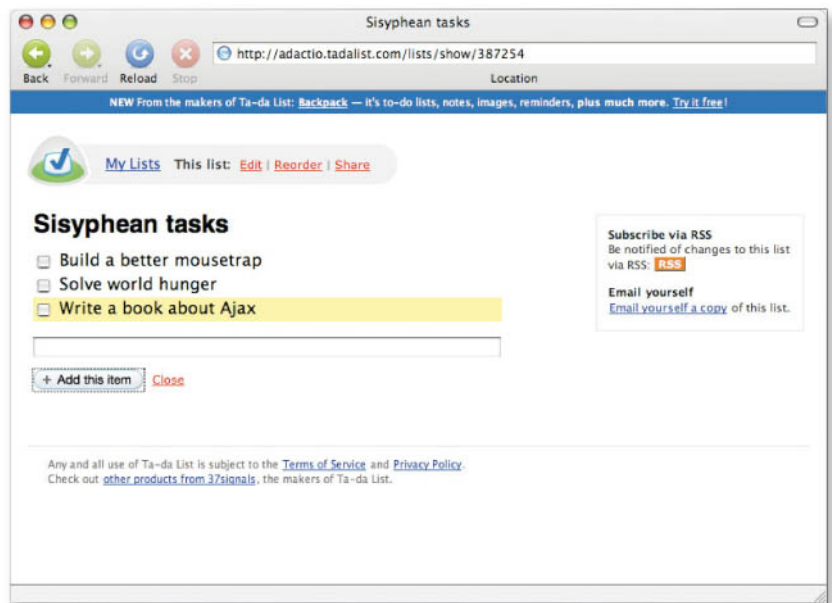 Sisyphean tasks
http://adactio.tadalist.com/lists/show/387254
Back Forward Reload Stop Location
NEW From the makers of Ta-da List: Backpack — it's to-do lists, notes, images, reminders, plus much more. Try it free!
My Lists This list: Edit | Reorder | Share
Sisyphean tasks
Build a better mousetrap
Solve world hunger
Write a book about Ajax
+ Add this item Close
Subscribe via RSS
Be notified of changes to this list
via RSS: RSS
Email yourself
Email yourself a copy of this list.
Any and all use of Ta-da List is subject to the Terms of Service and Privacy Policy.
Check out other products from 37signals, the makers of Ta-da List.